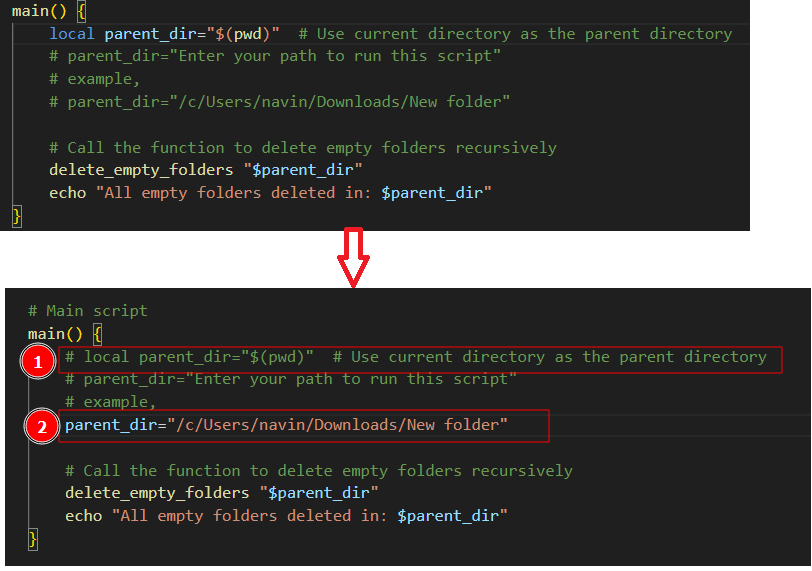 main() {
    local parent_dir="$(pwd)"  # Use current directory as the parent directory
    # parent_dir="Enter your path to run this script"
    # example,
    # parent_dir="/c/Users/navin/Downloads/New folder"
    # Call the function to delete empty folders recursively
    delete_empty_folders "$parent_dir"
    echo "All empty folders deleted in: $parent_dir"
}
# Main script
main() {
1 # local parent_dir="$(pwd)"  # Use current directory as the parent directory
    # parent_dir="Enter your path to run this script"
    # example,
2 parent_dir="/c/Users/navin/Downloads/New folder"
    # Call the function to delete empty folders recursively
    delete_empty_folders "$parent_dir"
    echo "All empty folders deleted in: $parent_dir"
}